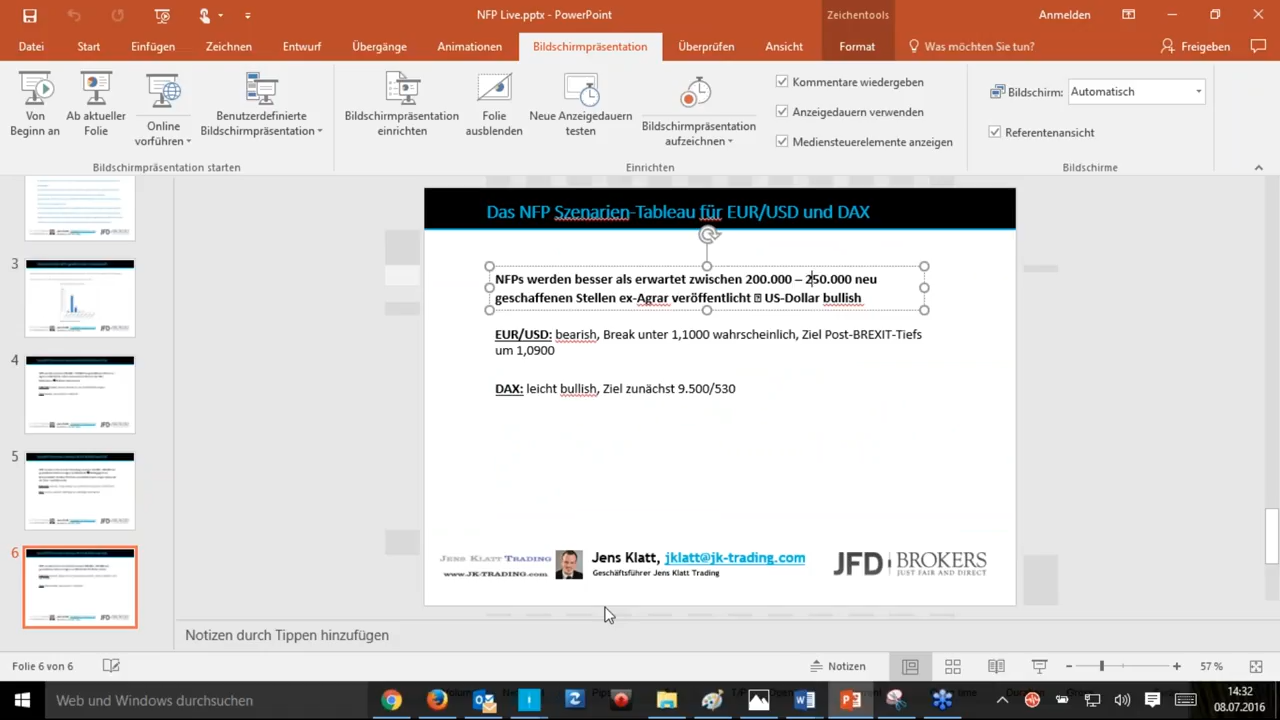 NFP Live.pptx - PowerPoint
Zeichentools
Anmelden
Datei
Start
Einfügen
Zeichnen
Entwurf
Übergänge
Animationen
Bildschirmpräsentation
Überprüfen
Ansicht
Format
Was möchten Sie tun?
Freigeben
Von
Beginn an
Ab aktueller
Folie
Online
vorführen
Benutzerdefinierte
Bildschirmpräsentation
Bildschirmpräsentation
einrichten
Folie
ausblenden
Neue Anzeigedauern
testen
Bildschirmpräsentation
aufzeichnen
Kommentare wiedergeben
Anzeigedauern verwenden
Mediensteuerelemente anzeigen
Bildschirm:
Automatisch
Referentenansicht
Bildschirmpräsentation starten
Einrichten
Bildschirme
3
4
5
6
Das NFP Szenarien-Tableau für EUR/USD und DAX
NFPs werden besser als erwartet zwischen 200.000 – 250.000 neu
geschaffenen Stellen ex-Agrar veröffentlicht US-Dollar bullish
EUR/USD: bearish, Break unter 1,1000 wahrscheinlich, Ziel Post-BREXIT-Tiefs
um 1,0900
DAX: leicht bullish, Ziel zunächst 9.500/530
JENS KLATT TRADING
www.JK-TRADING.com
Jens Klatt, jklatt@jk-trading.com
Geschäftsführer Jens Klatt Trading
JFD BROKERS
JUST FAIR AND DIRECT
Notizen durch Tippen hinzufügen
Folie 6 von 6
Notizen
57 %
Web und Windows durchsuchen
14:32
08.07.2016